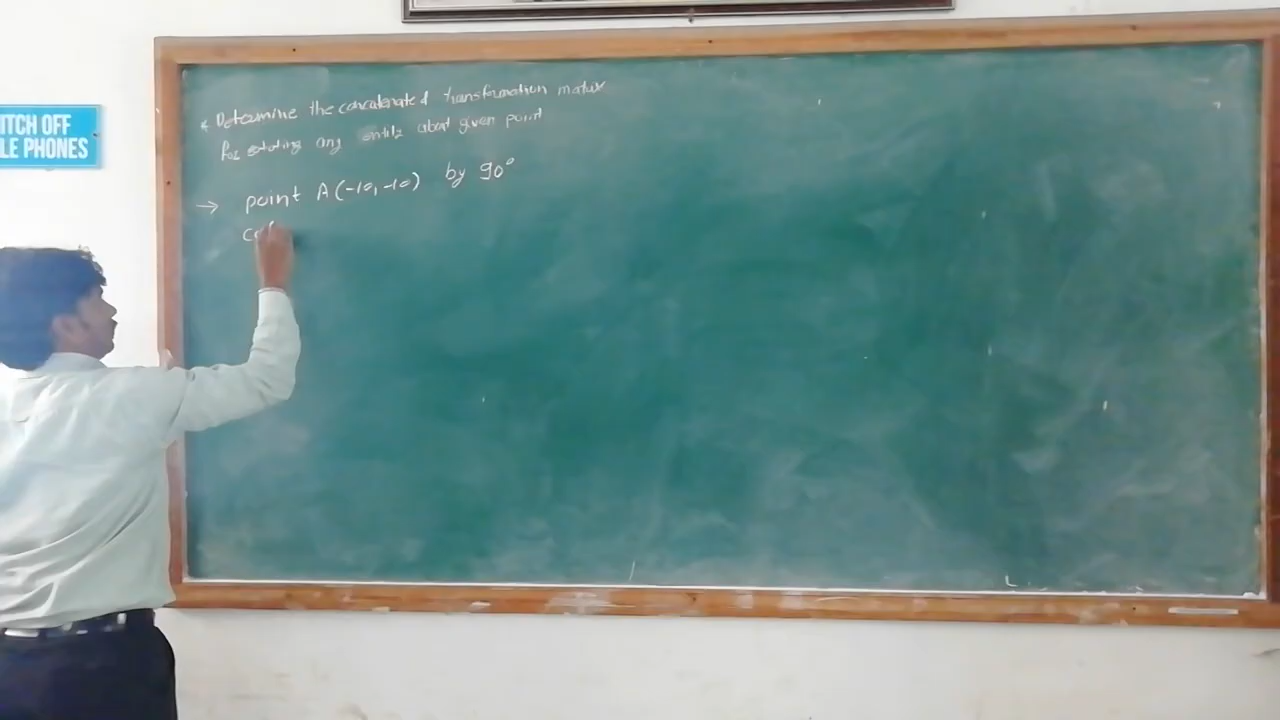 ITCH OFF
LE PHONES
* Determine the concatenated transformation matrix
for rotating any entity about given point
→ point A (-10, -10) by 90°